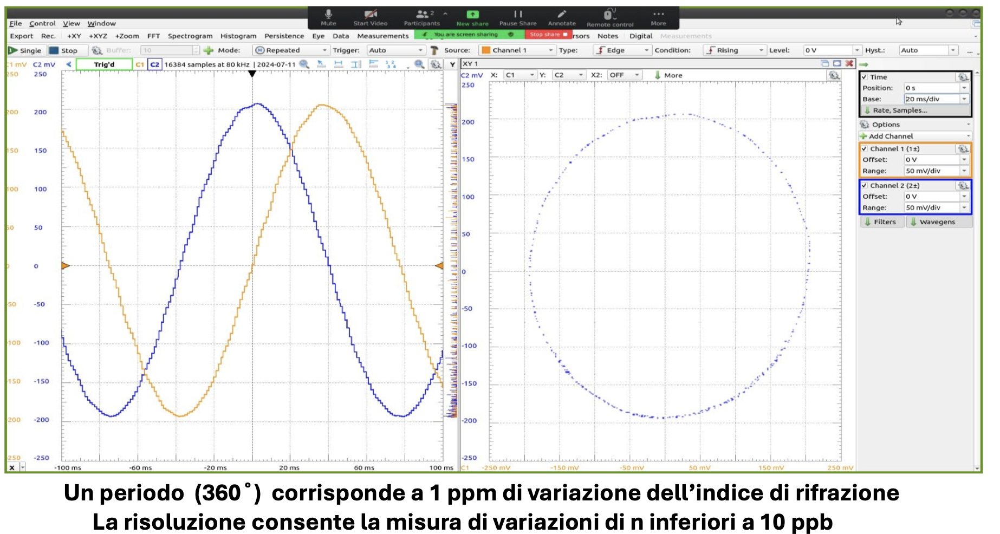 Mute Start Video Participants 2 New share Pause Share Annotate Remote control More
You are screen sharing Stop share
File Control View Window
Export Rec. +XY +XYZ +Zoom FFT Spectrogram Histogram Persistence Eye Data Measurements rsors Notes Digital Measurements
Single Stop Buffer: 10 Mode: Repeated Trigger: Auto Source: Channel 1 Type: Edge Condition: Rising Level: 0 V Hyst.: Auto ...
C1 mV C2 mV Trig'd C1 C2 16384 samples at 80 kHz | 2024-07-11 Y
250 250
200 200
150 150
100 100
50 50
0 0
-50 -50
-100 -100
-150 -150
-200 -200
-250 -250
X -100 ms -60 ms -20 ms 20 ms 60 ms 100 ms
XY 1
C2 mV X: C1 Y: C2 X2: OFF More
250
200
150
100
50
0
-50
-100
-150
-200
-250
C1 -250 mV -150 mV -50 mV 50 mV 150 mV 250 mV
Time
Position: 0 s
Base: 20 ms/div
Rate, Samples...
Options
Add Channel
Channel 1 (1±)
Offset: 0 V
Range: 50 mV/div
Channel 2 (2±)
Offset: 0 V
Range: 50 mV/div
Filters Wavegens
Un periodo (360°) corrisponde a 1 ppm di variazione dell’indice di rifrazione
La risoluzione consente la misura di variazioni di n inferiori a 10 ppb